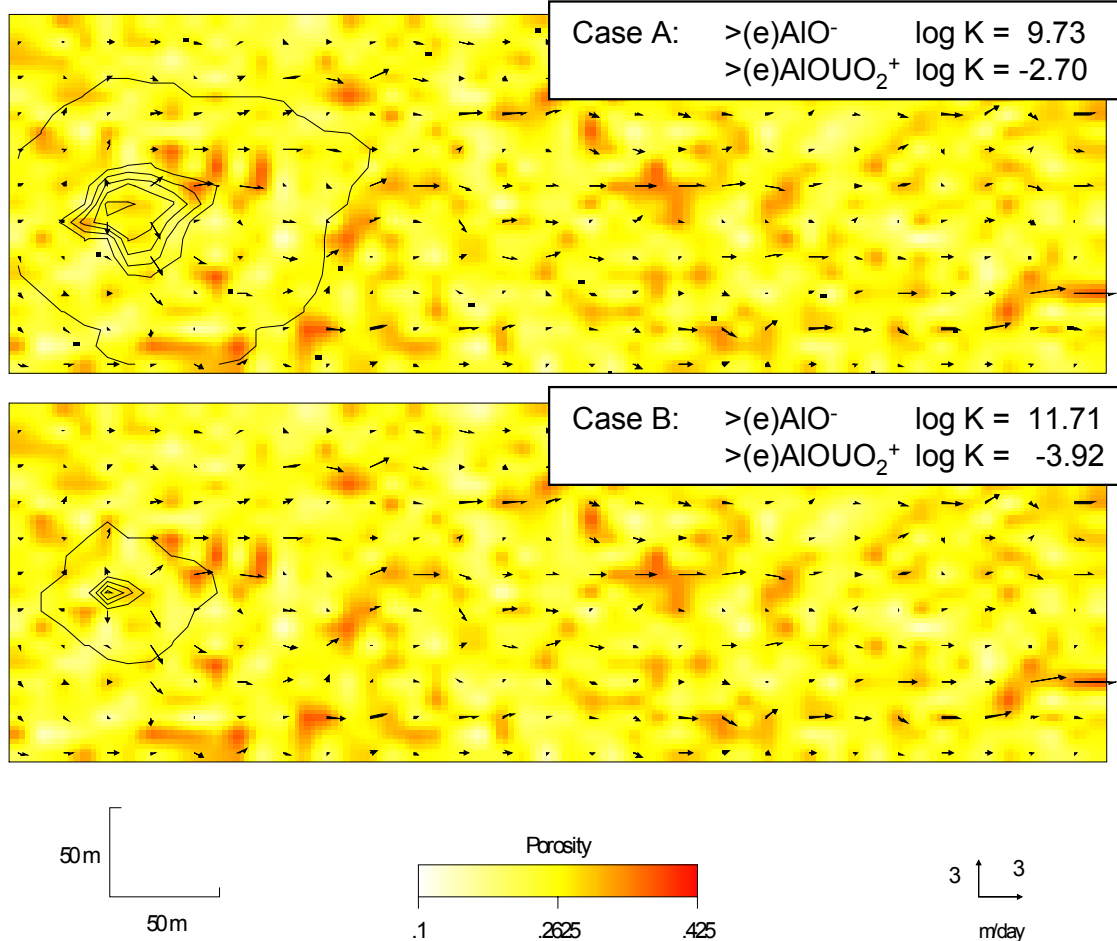 Case A: >(e)AlO⁻ log K = 9.73
>(e)AlOUO₂⁺ log K = -2.70
Case B: >(e)AlO⁻ log K = 11.71
>(e)AlOUO₂⁺ log K = -3.92
50 m
50 m
Porosity
.1 .2625 .425
3 3
m/day